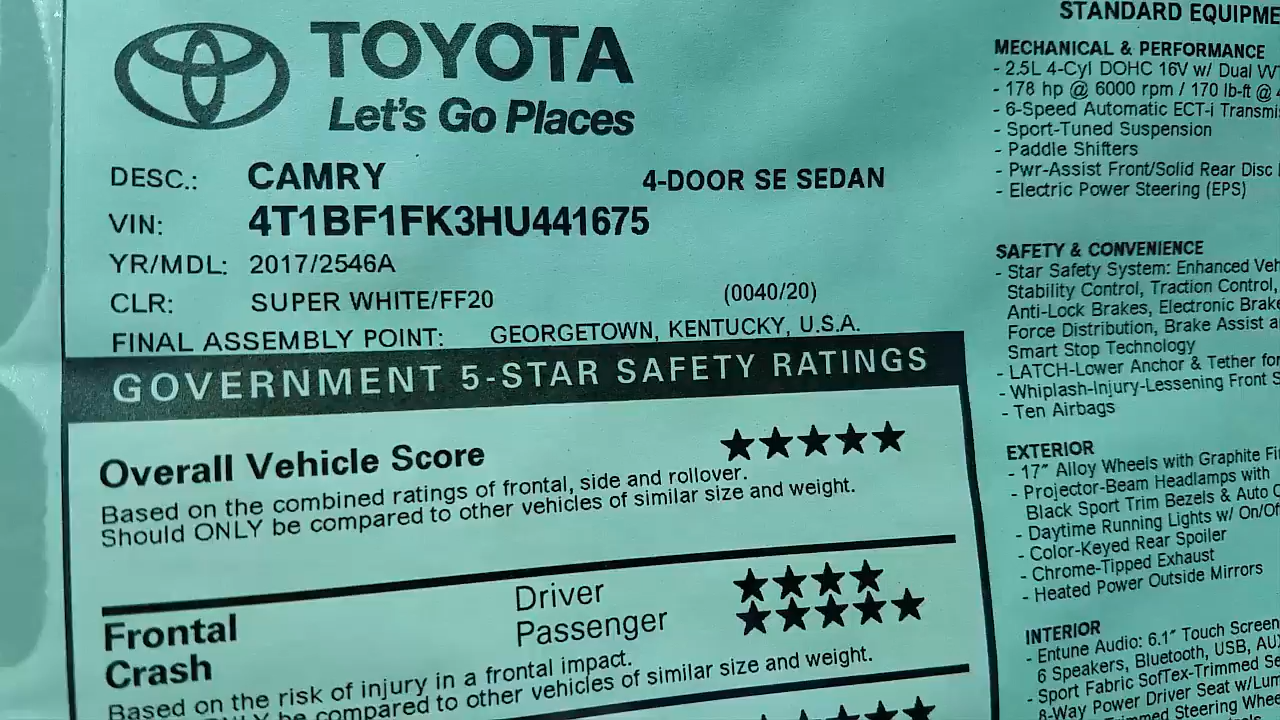 TOYOTA
Let's Go Places
DESC.: CAMRY 4-DOOR SE SEDAN
VIN: 4T1BF1FK3HU441675
YR/MDL: 2017/2546A
CLR: SUPER WHITE/FF20 (0040/20)
FINAL ASSEMBLY POINT: GEORGETOWN, KENTUCKY, U.S.A.
GOVERNMENT 5-STAR SAFETY RATINGS
Overall Vehicle Score ★★★★★
Based on the combined ratings of frontal, side and rollover.
Should ONLY be compared to other vehicles of similar size and weight.
Frontal Driver ★★★★
Crash Passenger ★★★★★
Based on the risk of injury in a frontal impact.
compared to other vehicles of similar size and weight.
STANDARD
MECHANICAL & PERFORMANCE
- 2.5L 4-Cyl DOHC 16V w/ Dual
- 178 hp @ 6000 rpm / 170 lb-ft @
- 6-Speed Automatic ECT-i
- Sport-Tuned Suspension
- Paddle Shifters
- Pwr-Assist Front/Solid Rear Disc
- Electric Power Steering (EPS)
SAFETY & CONVENIENCE
- Star Safety System: Enhanced
Stability Control, Traction Control,
Anti-Lock Brakes, Electronic
Force Distribution, Brake Assist
Smart Stop Technology
- LATCH-Lower Anchor & Tether for
- Whiplash-Injury-Lessening Front
- Ten Airbags
EXTERIOR
- 17" Alloy Wheels with Graphite
- Projector-Beam Headlamps with
Black Sport Trim Bezels & Auto
- Daytime Running Lights w/
- Color-Keyed Rear Spoiler
- Chrome-Tipped Exhaust
- Heated Power Outside Mirrors
INTERIOR
- Entune Audio: 6.1" Touch Screen
6 Speakers, Bluetooth, USB,
- Sport Fabric SofTex-Trimmed
- 8-Way Power Driver Seat
Steering